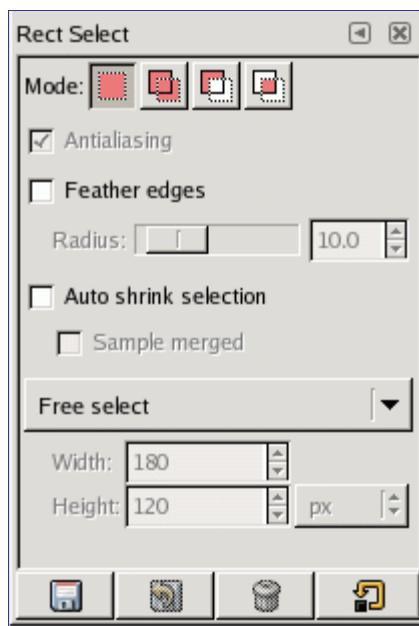 Rect Select
Mode:
Antialiasing
Feather edges
Radius: 10.0
Auto shrink selection
Sample merged
Free select
Width: 180
Height: 120 px